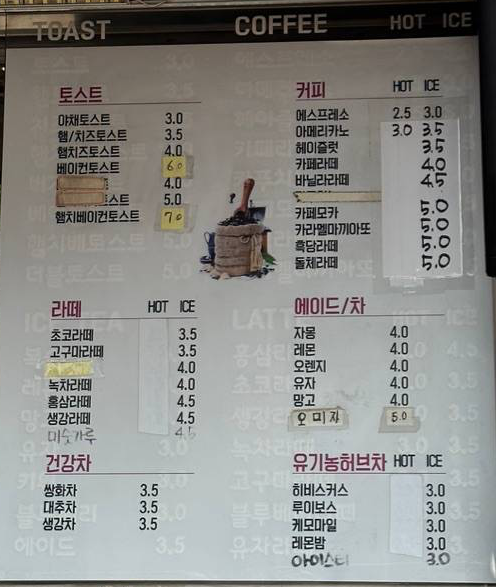 TOAST
COFFEE HOT ICE
토스트
야채토스트 3.0
햄/치즈토스트 3.5
햄치즈토스트 4.0
베이컨토스트 6.0
4.0
스트 5.0
햄치베이컨토스트 7.0
커피 HOT ICE
에스프레소 2.5 3.0
아메리카노 3.0 3.5
헤이즐럿 3.5
카페라떼 4.0
바닐라라떼 4.5
카페모카 5.0
카라멜마끼아또 5.0
흑당라떼 5.0
돌체라떼 5.0
라떼 HOT ICE
초코라떼 3.5
고구마라떼 3.5
4.0
녹차라떼 4.0
홍삼라떼 4.5
생강라떼 4.5
미숫가루 4.5
에이드/차
자몽 4.0
레몬 4.0
오렌지 4.0
유자 4.0
망고 4.0
오미자 5.0
건강차
쌍화차 3.5
대추차 3.5
생강차 3.5
유기농허브차 HOT ICE
히비스커스 3.0
루이보스 3.0
케모마일 3.0
레몬밤 3.0
아이스티 3.0